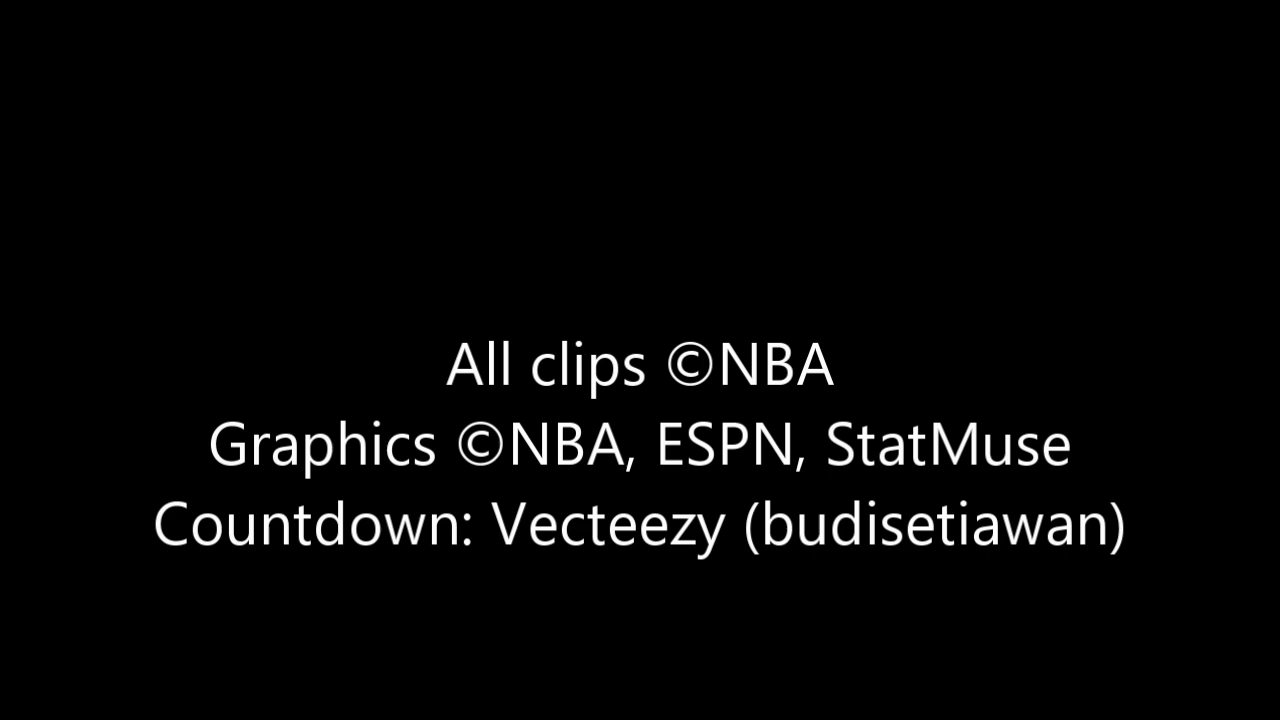 All clips ©NBA
Graphics ©NBA, ESPN, StatMuse
Countdown: Vecteezy (budisetiawan)